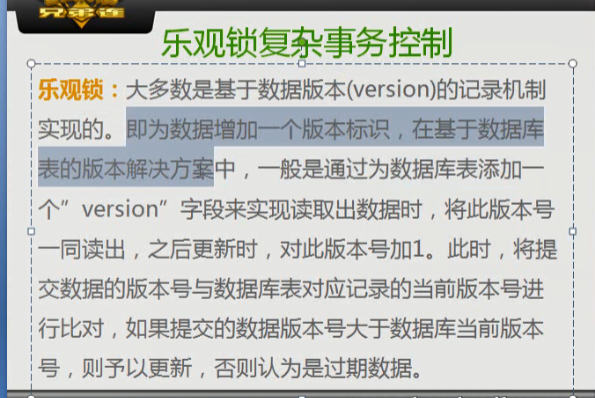 兄弟连
乐观锁复杂事务控制
乐观锁：大多数是基于数据版本(version)的记录机制
实现的。即为数据增加一个版本标识，在基于数据库
表的版本解决方案中，一般是通过为数据库表添加一
个”version”字段来实现读取出数据时，将此版本号
一同读出，之后更新时，对此版本号加1。此时，将提
交数据的版本号与数据库表对应记录的当前版本号进
行比对，如果提交的数据版本号大于数据库当前版本
号，则予以更新，否则认为是过期数据。